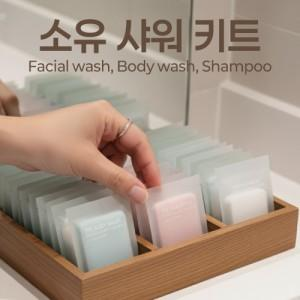 소유 샤워 키트
Facial wash, Body wash, Shampoo